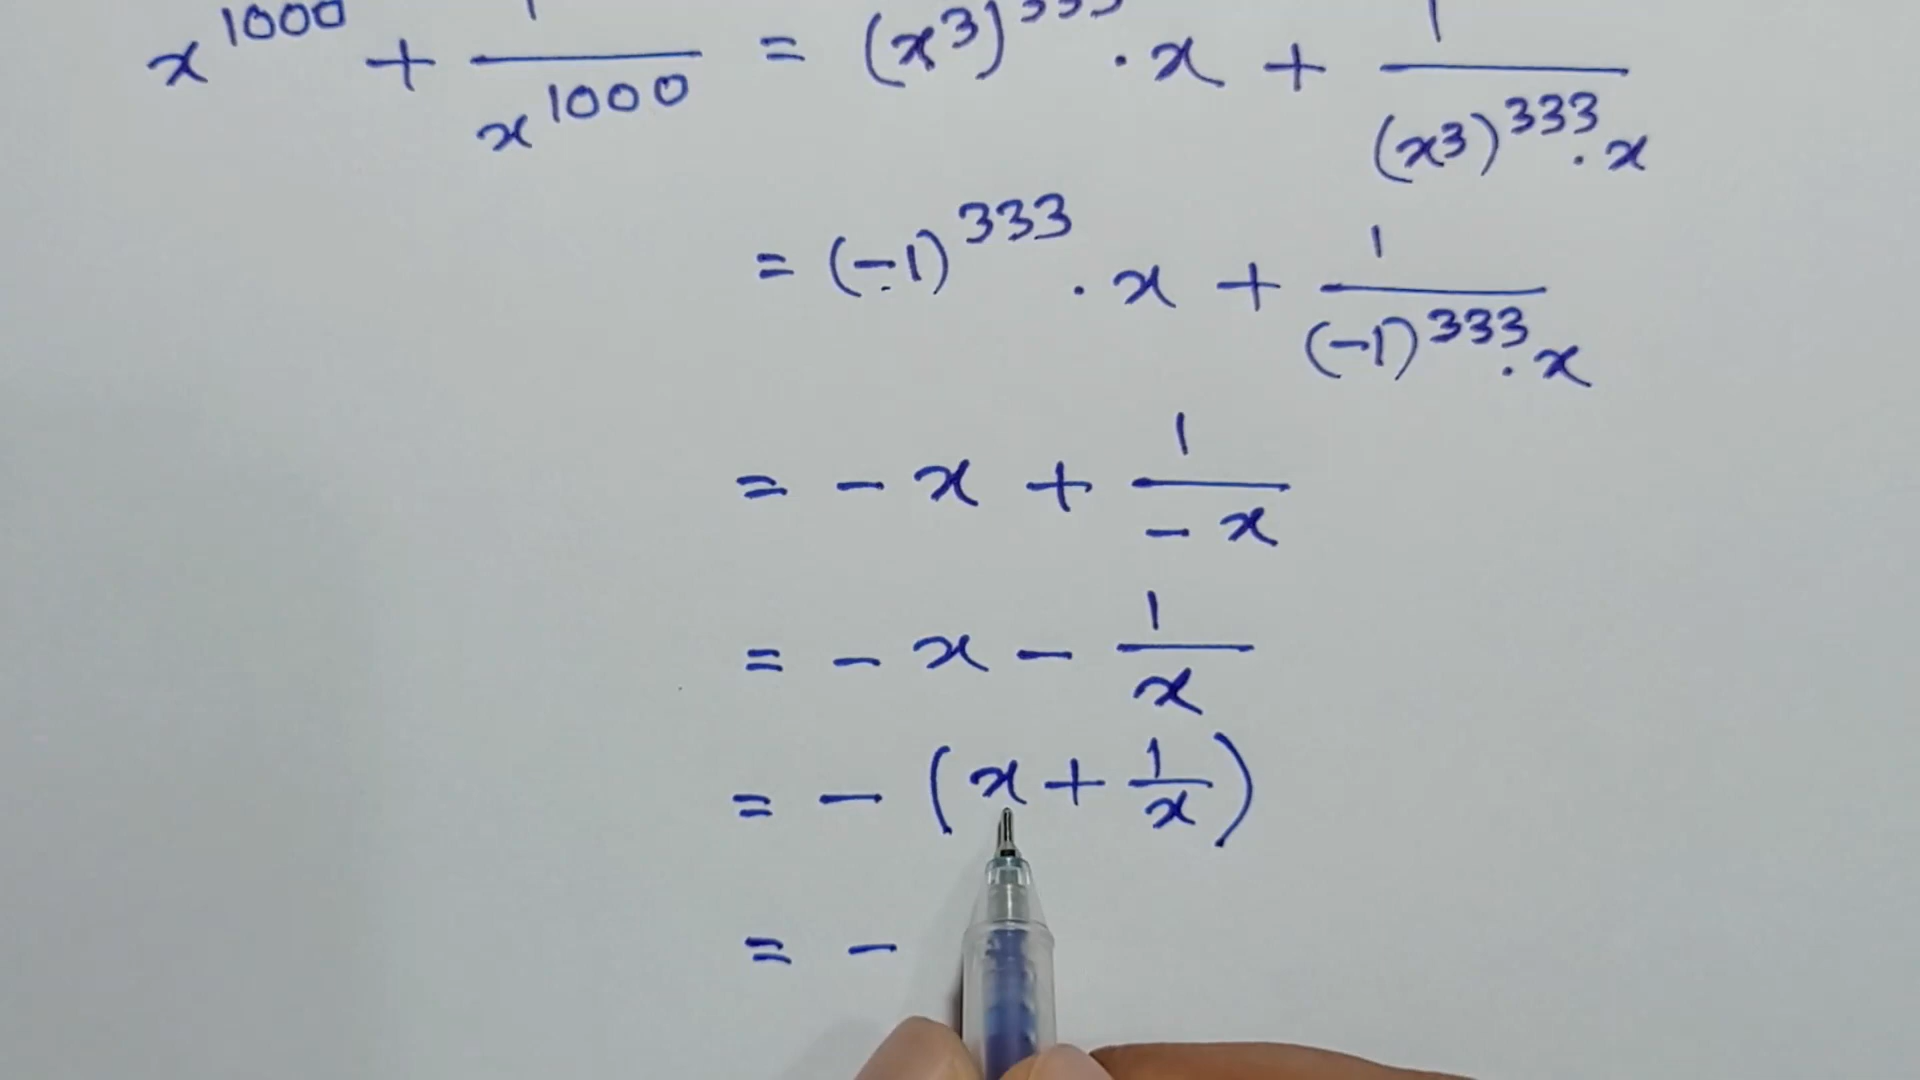 x^1000 + 1/x^1000 = (x^3)^333 . x + 1/((x^3)^333 . x)
= (-1)^333 . x + 1/((-1)^333 . x)
= - x + 1/(- x)
= - x - 1/x
= - (x + 1/x)
= -